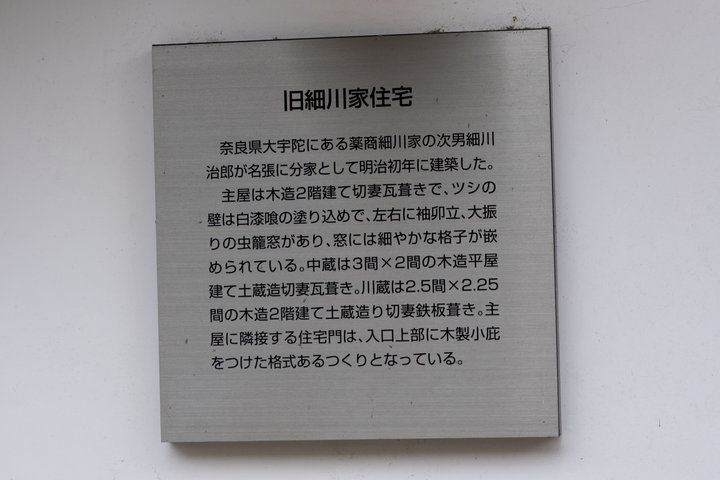 旧細川家住宅
奈良県大宇陀にある薬商細川家の次男細川
治郎が名張に分家として明治初年に建築した。
主屋は木造2階建て切妻瓦葺きで、ツシの
壁は白漆喰の塗り込めで、左右に袖卯立、大振
りの虫籠窓があり、窓には細やかな格子が嵌
められている。中蔵は3間×2間の木造平屋
建て土蔵造切妻瓦葺き。川蔵は2.5間×2.25
間の木造2階建て土蔵造り切妻鉄板葺き。主
屋に隣接する住宅門は、入口上部に木製小庇
をつけた格式あるつくりとなっている。